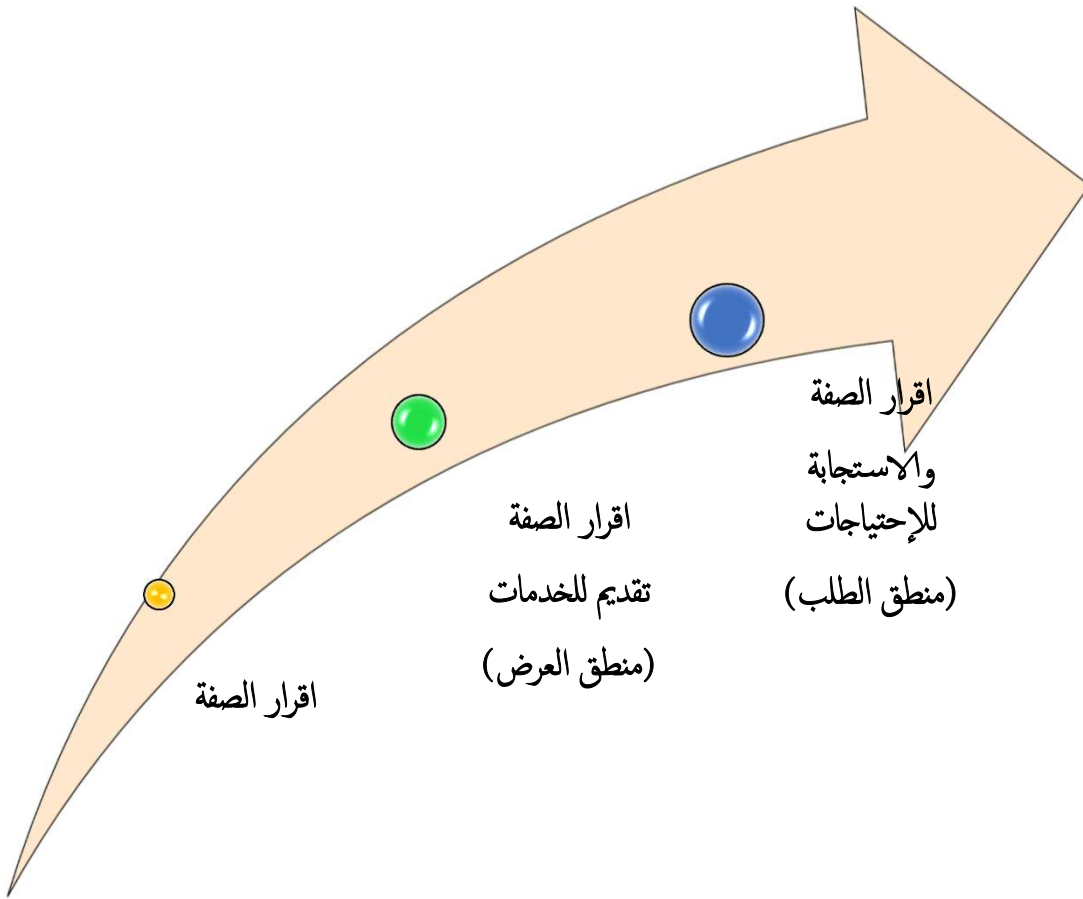 اقرار الصفة
والاستجابة
للإحتياجات
(منطق الطلب)
اقرار الصفة
تقديم للخدمات
(منطق العرض)
اقرار الصفة